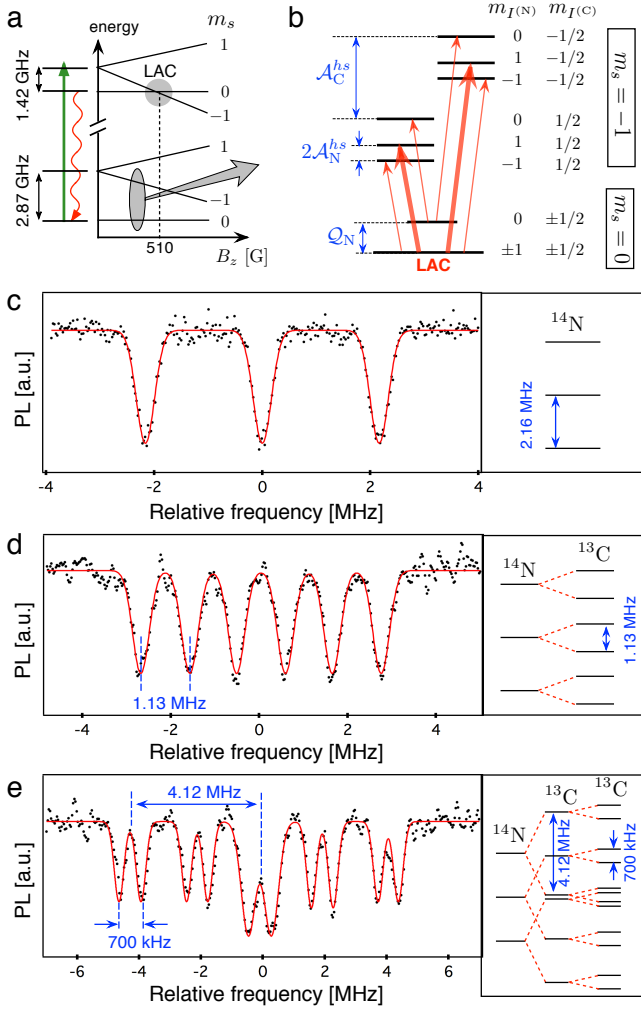 a
energy
m_s
1
LAC
0
−1
1.42 GHz
1
−1
0
2.87 GHz
510
B_z [G]
b
m_I(N) m_I(C)
0 −1/2
1 −1/2
−1 −1/2
𝒜_C^hs
0 1/2
1 1/2
−1 1/2
2𝒜_N^hs
0 ±1/2
±1 ±1/2
𝒬_N
LAC
m_s = −1
m_s = 0
c
PL [a.u.]
-4 -2 0 2 4
Relative frequency [MHz]
¹⁴N
2.16 MHz
d
PL [a.u.]
1.13 MHz
-4 -2 0 2 4
Relative frequency [MHz]
¹⁴N
¹³C
1.13 MHz
e
PL [a.u.]
4.12 MHz
700 kHz
-6 -4 -2 0 2 4 6
Relative frequency [MHz]
¹⁴N
¹³C
¹³C
4.12 MHz
700 kHz